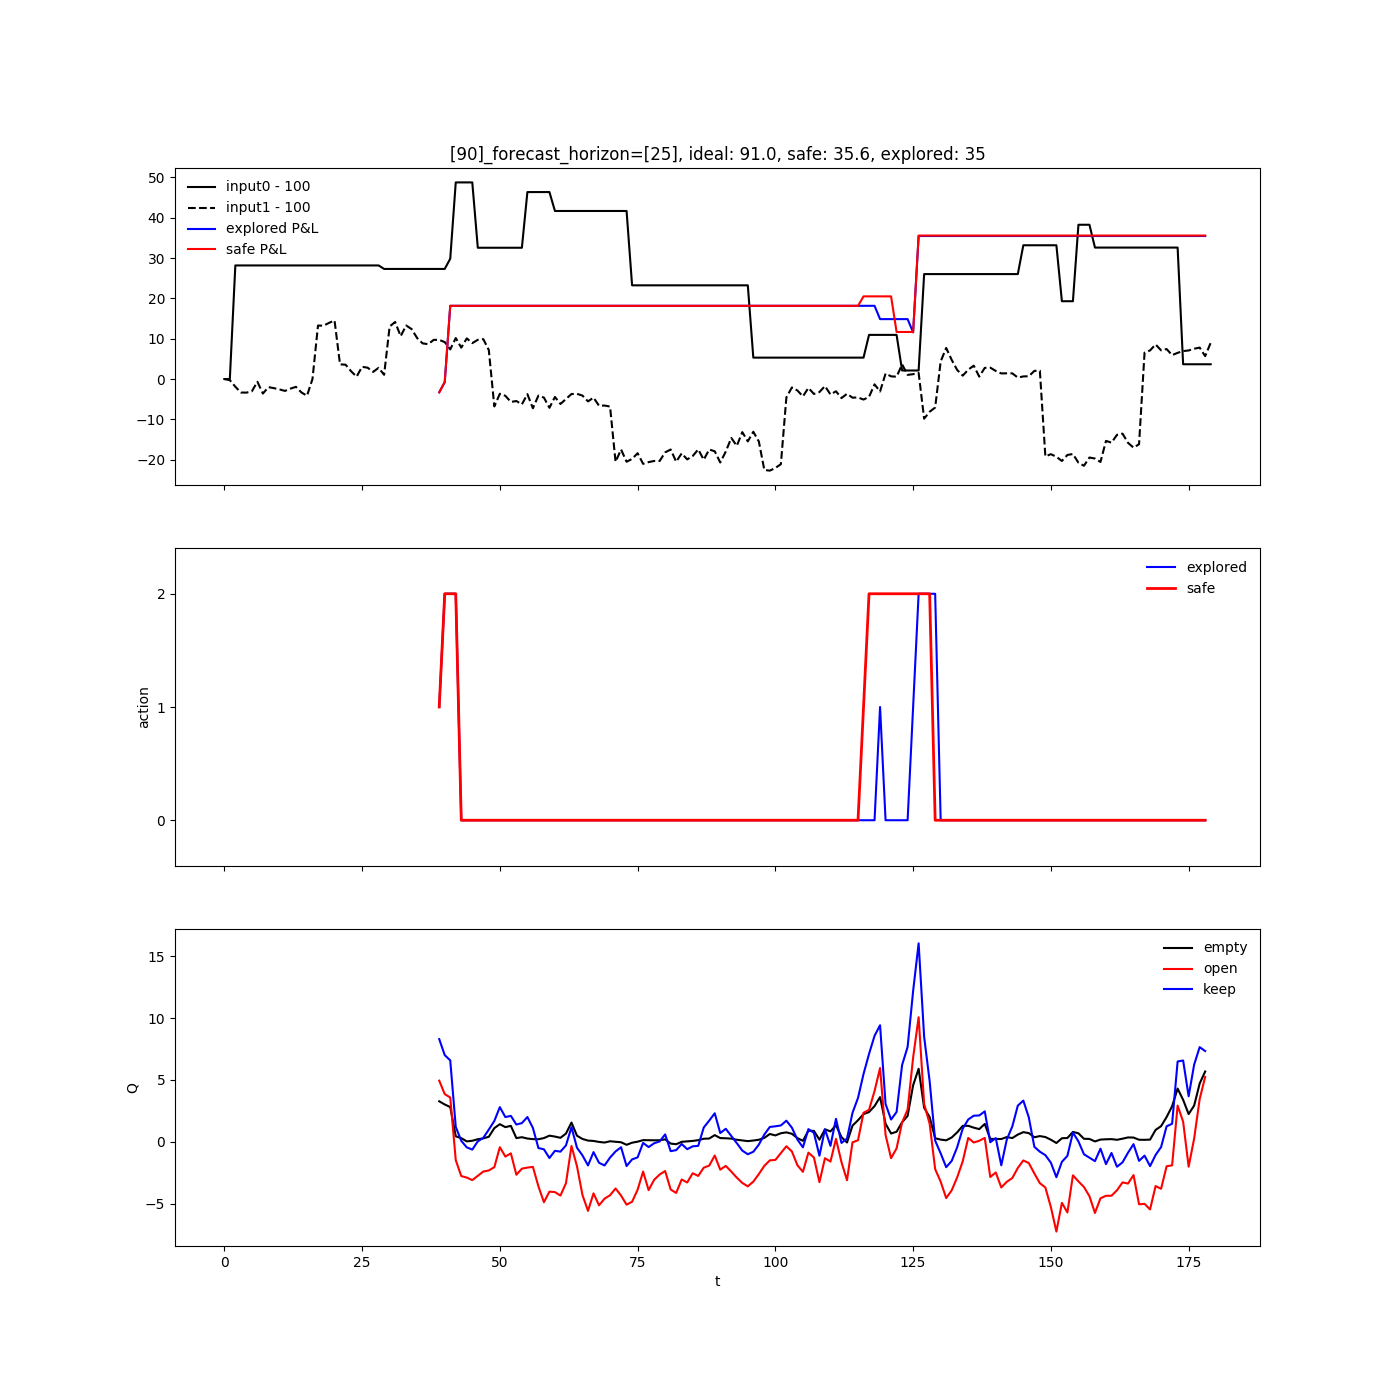 [90]_forecast_horizon=[25], ideal: 91.0, safe: 35.6, explored: 35
50
40
30
20
10
0
−10
−20
input0 - 100
input1 - 100
explored P&L
safe P&L
2
1
0
action
explored
safe
15
10
5
0
−5
Q
empty
open
keep
0 25 50 75 100 125 150 175
t